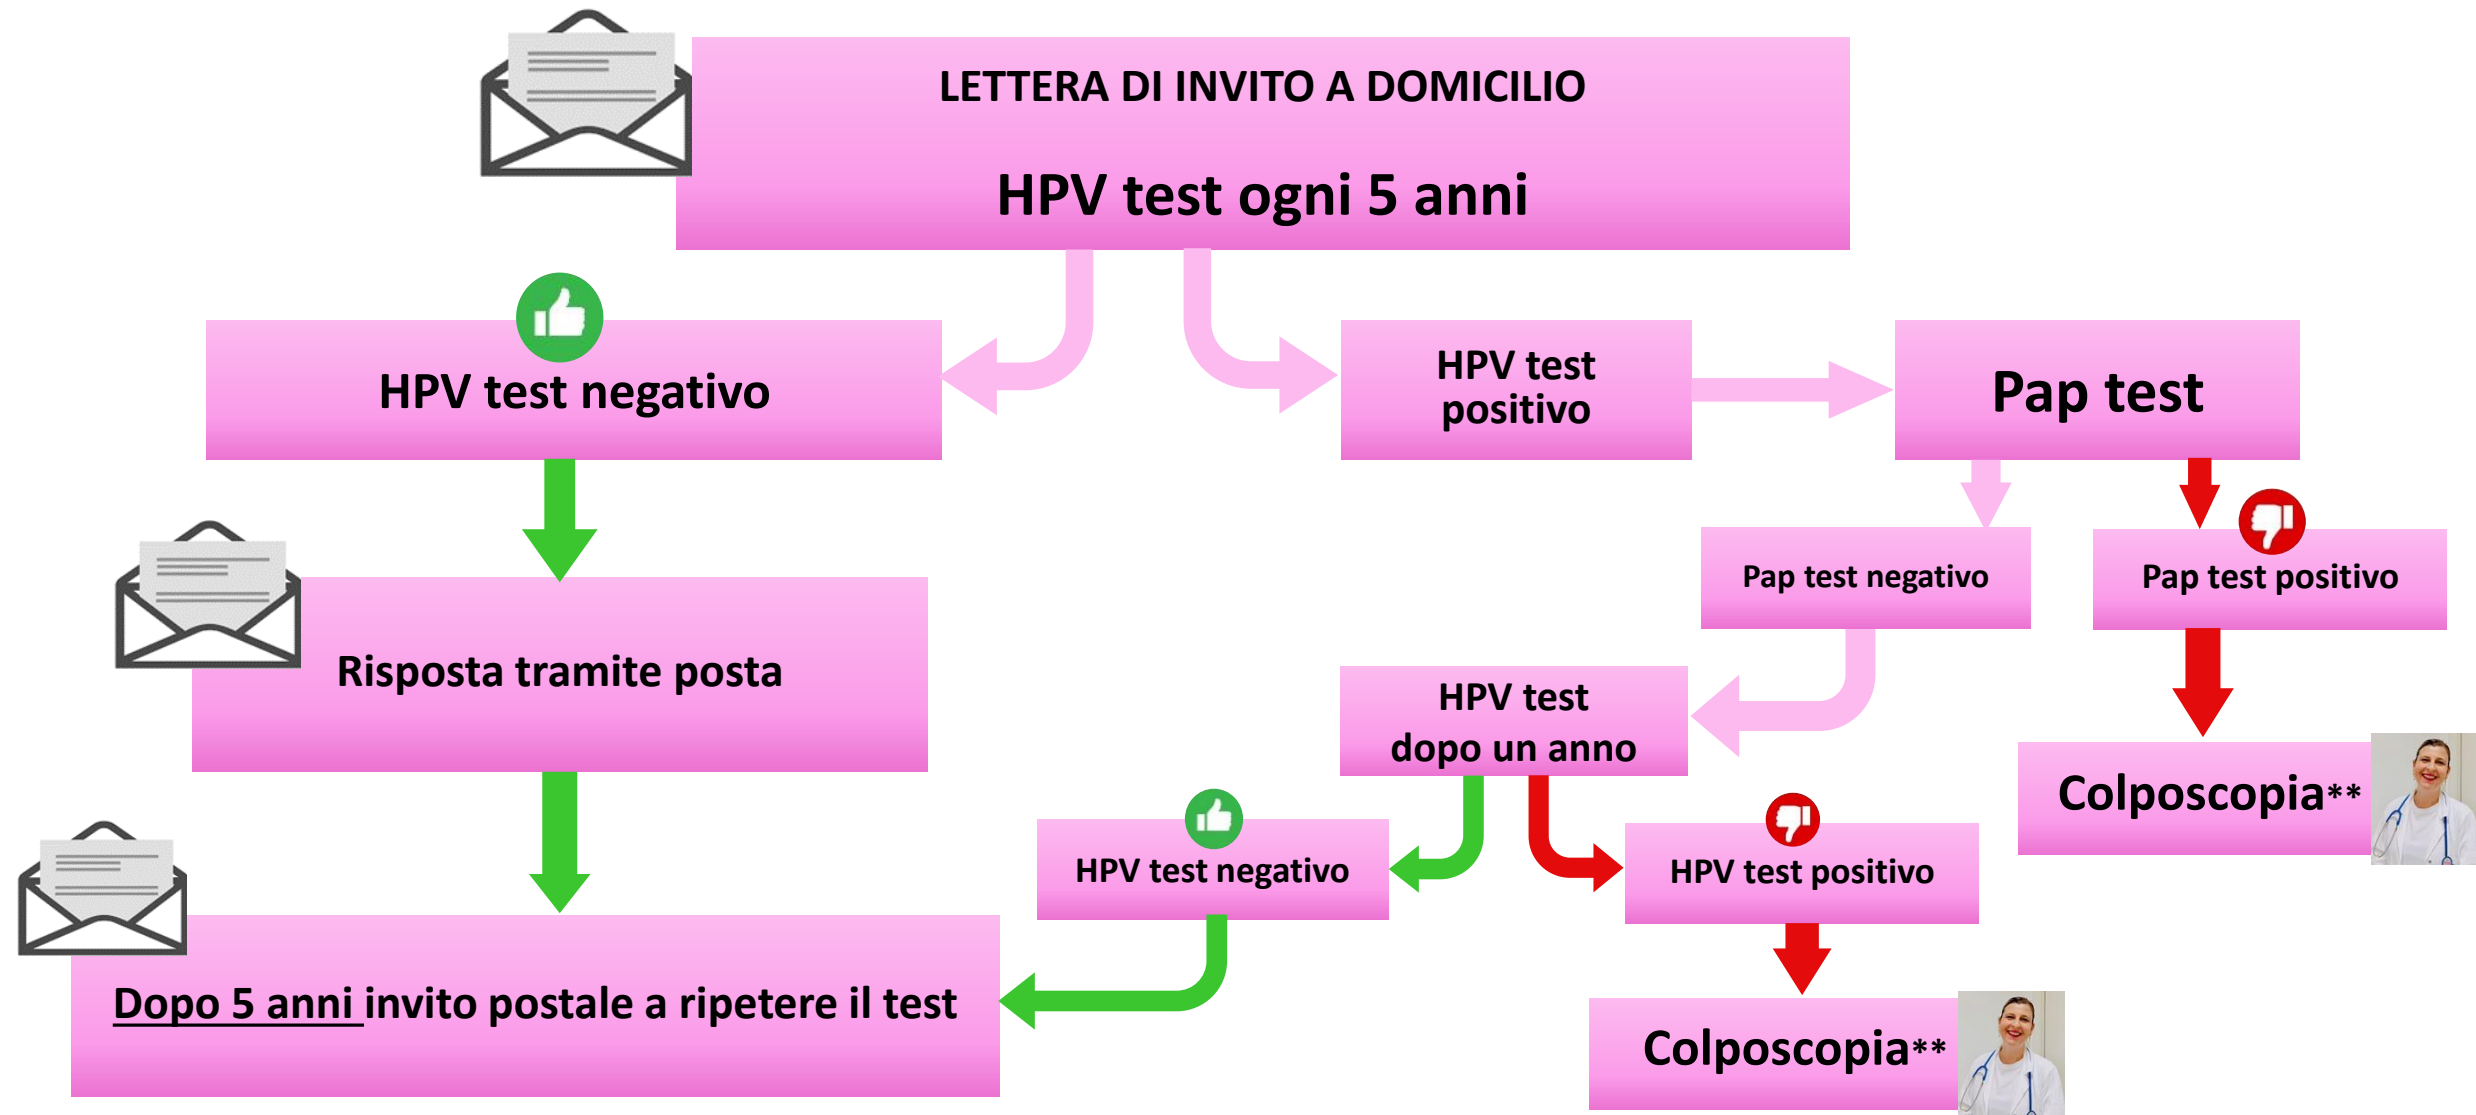 LETTERA DI INVITO A DOMICILIO
HPV test ogni 5 anni
HPV test negativo
HPV test
positivo
Pap test
Pap test negativo
Pap test positivo
Risposta tramite posta
HPV test
dopo un anno
Colposcopia**
HPV test negativo
HPV test positivo
Dopo 5 anni invito postale a ripetere il test
Colposcopia**